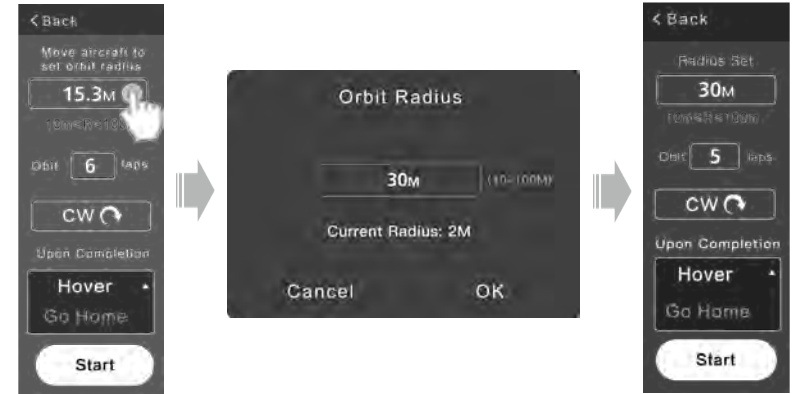 < Back
Move aircraft to
set orbit radius
15.3M
Orbit 6 laps
CW
Upon Completion
Hover
Go Home
Start
Orbit Radius
30M (10-100M)
Current Radius: 2M
Cancel OK
< Back
Radius Set
30M
Orbit 5 laps
CW
Upon Completion
Hover
Go Home
Start